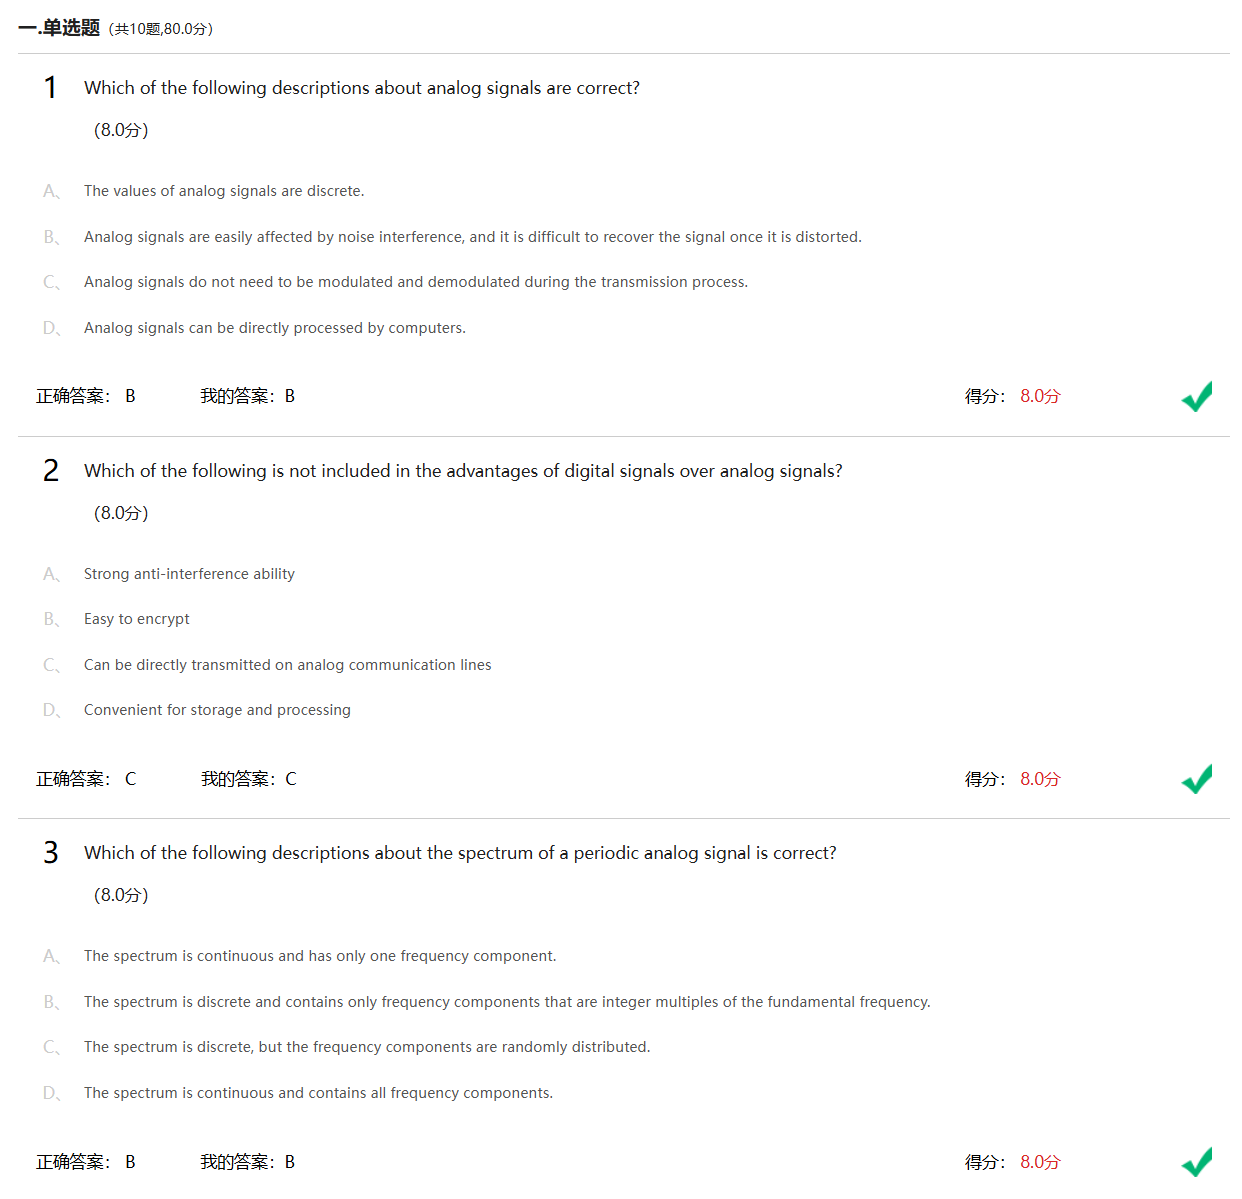 一.单选题 (共10题,80.0分)
1 Which of the following descriptions about analog signals are correct?
(8.0分)
A、 The values of analog signals are discrete.
B、 Analog signals are easily affected by noise interference, and it is difficult to recover the signal once it is distorted.
C、 Analog signals do not need to be modulated and demodulated during the transmission process.
D、 Analog signals can be directly processed by computers.
正确答案： B 我的答案：B 得分： 8.0分
2 Which of the following is not included in the advantages of digital signals over analog signals?
(8.0分)
A、 Strong anti-interference ability
B、 Easy to encrypt
C、 Can be directly transmitted on analog communication lines
D、 Convenient for storage and processing
正确答案： C 我的答案：C 得分： 8.0分
3 Which of the following descriptions about the spectrum of a periodic analog signal is correct?
(8.0分)
A、 The spectrum is continuous and has only one frequency component.
B、 The spectrum is discrete and contains only frequency components that are integer multiples of the fundamental frequency.
C、 The spectrum is discrete, but the frequency components are randomly distributed.
D、 The spectrum is continuous and contains all frequency components.
正确答案： B 我的答案：B 得分： 8.0分